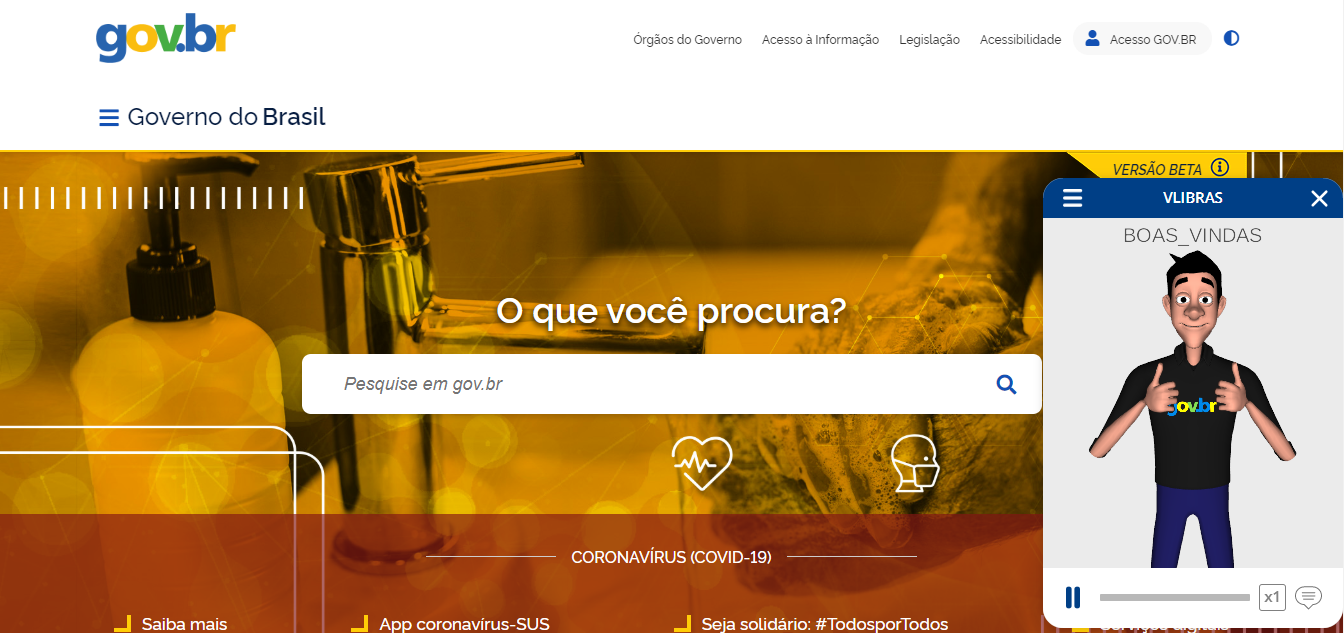 gov.br
Órgãos do Governo Acesso à Informação Legislação Acessibilidade Acesso GOV.BR
Governo do Brasil
VERSÃO BETA
VLIBRAS
BOAS_VINDAS
O que você procura?
Pesquise em gov.br
gov.br
CORONAVÍRUS (COVID-19)
x1
Saiba mais App coronavírus-SUS Seja solidário: #TodosporTodos Serviços digitais